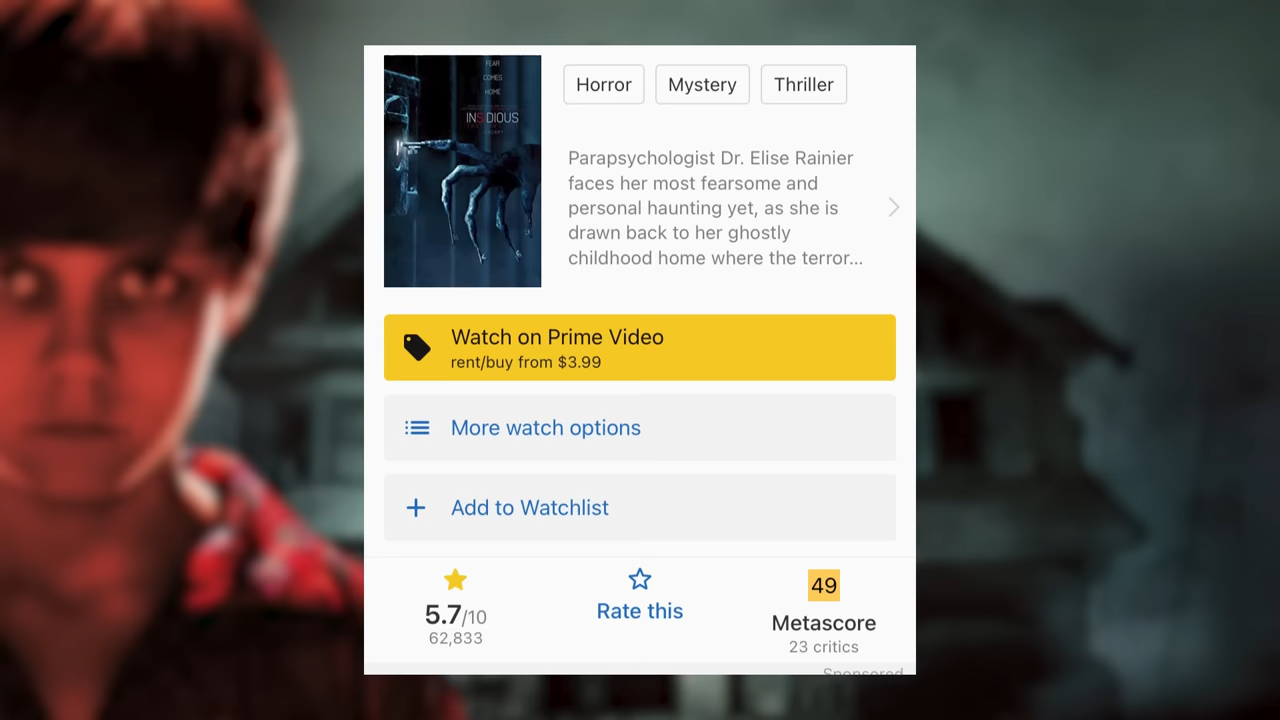 Horror
Mystery
Thriller
FEAR
COMES
HOME
INSIDIOUS
Parapsychologist Dr. Elise Rainier
faces her most fearsome and
personal haunting yet, as she is
drawn back to her ghostly
childhood home where the terror...
Watch on Prime Video
rent/buy from $3.99
More watch options
Add to Watchlist
5.7/10
62,833
Rate this
49
Metascore
23 critics
Sponsored